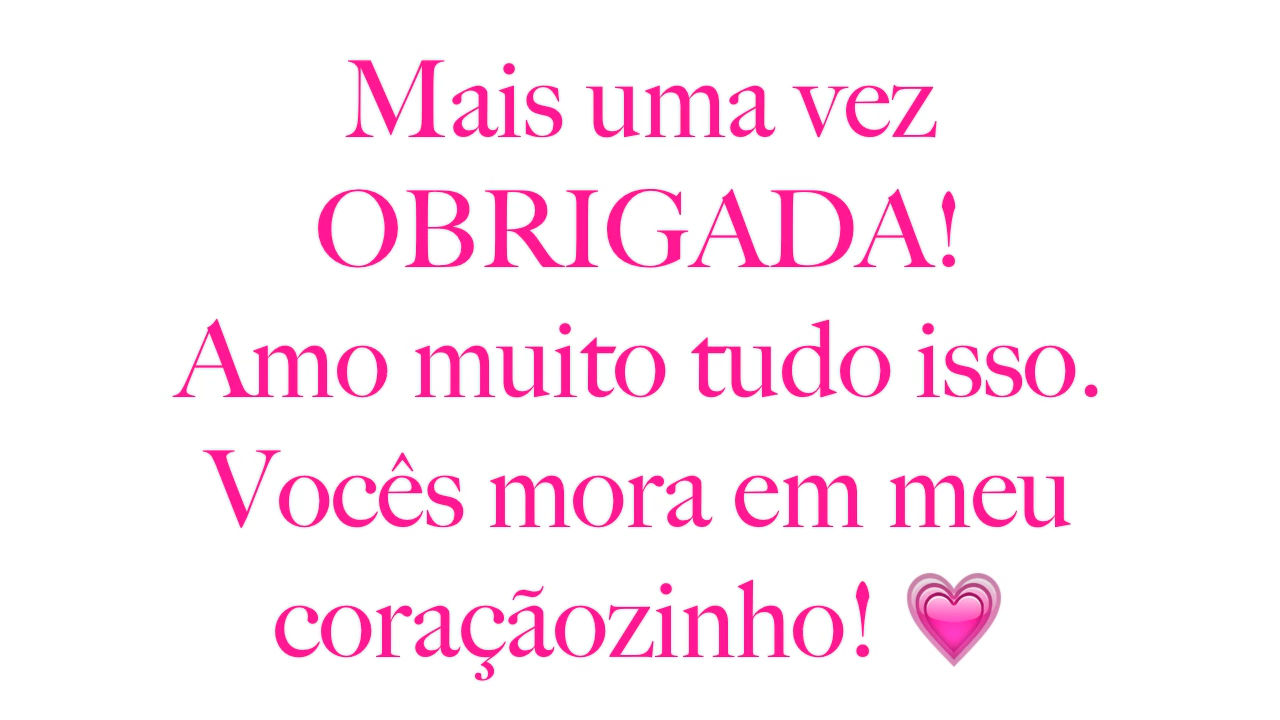 Mais uma vez
OBRIGADA!
Amo muito tudo isso.
Vocês mora em meu
coraçãozinho! 💗